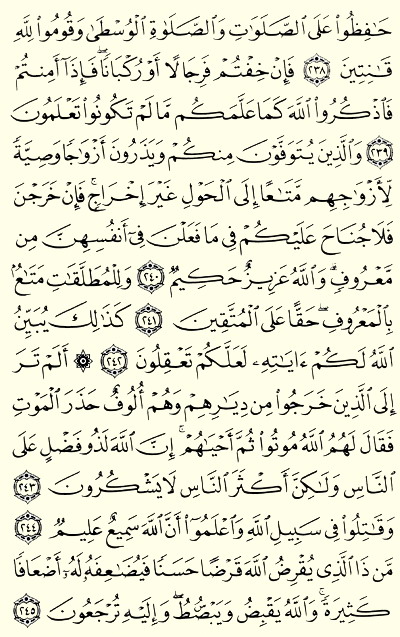 حَـٰفِظُوا۟ عَلَى ٱلصَّلَوَٰتِ وَٱلصَّلَوٰةِ ٱلْوُسْطَىٰ وَقُومُوا۟ لِلَّهِ
قَـٰنِتِينَ ٢٣٨ فَإِنْ خِفْتُمْ فَرِجَالًا أَوْ رُكْبَانًا ۖ فَإِذَآ أَمِنتُمْ
فَٱذْكُرُوا۟ ٱللَّهَ كَمَا عَلَّمَكُم مَّا لَمْ تَكُونُوا۟ تَعْلَمُونَ
٢٣٩ وَٱلَّذِينَ يُتَوَفَّوْنَ مِنكُمْ وَيَذَرُونَ أَزْوَٰجًا وَصِيَّةً
لِّأَزْوَٰجِهِم مَّتَـٰعًا إِلَى ٱلْحَوْلِ غَيْرَ إِخْرَاجٍ ۚ فَإِنْ خَرَجْنَ
فَلَا جُنَاحَ عَلَيْكُمْ فِى مَا فَعَلْنَ فِىٓ أَنفُسِهِنَّ مِن
مَّعْرُوفٍ ۗ وَٱللَّهُ عَزِيزٌ حَكِيمٌ ٢٤٠ وَلِلْمُطَلَّقَـٰتِ مَتَـٰعٌۢ
بِٱلْمَعْرُوفِ ۖ حَقًّا عَلَى ٱلْمُتَّقِينَ ٢٤١ كَذَٰلِكَ يُبَيِّنُ
ٱللَّهُ لَكُمْ ءَايَـٰتِهِۦ لَعَلَّكُمْ تَعْقِلُونَ ٢٤٢ ۞ أَلَمْ تَرَ
إِلَى ٱلَّذِينَ خَرَجُوا۟ مِن دِيَـٰرِهِمْ وَهُمْ أُلُوفٌ حَذَرَ ٱلْمَوْتِ
فَقَالَ لَهُمُ ٱللَّهُ مُوتُوا۟ ثُمَّ أَحْيَـٰهُمْ ۚ إِنَّ ٱللَّهَ لَذُو فَضْلٍ عَلَى
ٱلنَّاسِ وَلَـٰكِنَّ أَكْثَرَ ٱلنَّاسِ لَا يَشْكُرُونَ ٢٤٣
وَقَـٰتِلُوا۟ فِى سَبِيلِ ٱللَّهِ وَٱعْلَمُوٓا۟ أَنَّ ٱللَّهَ سَمِيعٌ عَلِيمٌ ٢٤٤
مَّن ذَا ٱلَّذِى يُقْرِضُ ٱللَّهَ قَرْضًا حَسَنًا فَيُضَـٰعِفَهُۥ لَهُۥٓ أَضْعَافًا
كَثِيرَةً ۚ وَٱللَّهُ يَقْبِضُ وَيَبْصُۜطُ وَإِلَيْهِ تُرْجَعُونَ ٢٤٥